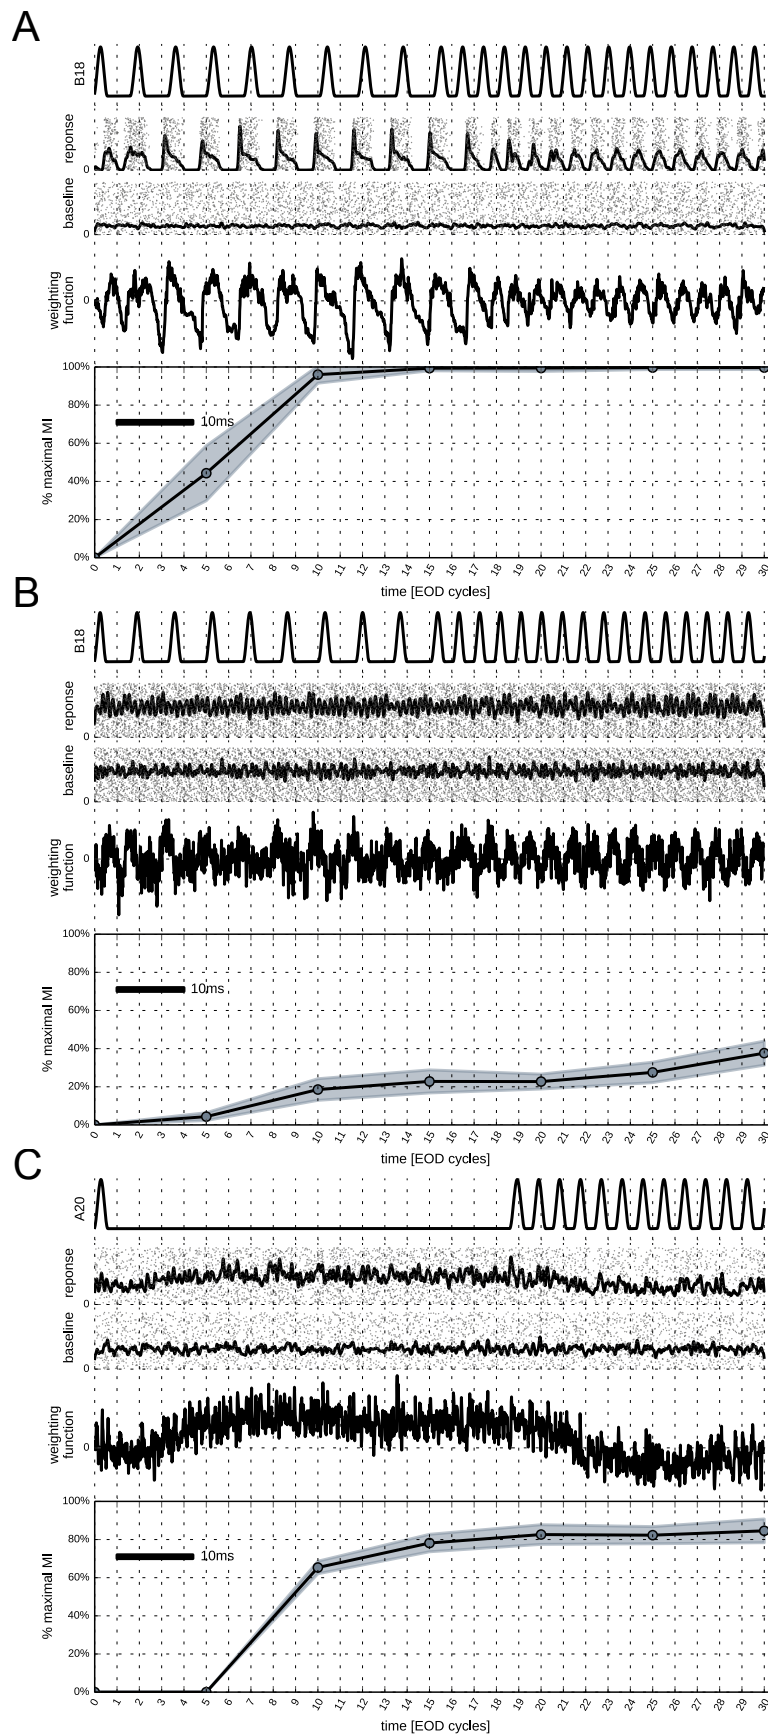 A
B18
reponse
0
baseline
0
weighting
function
0
100%
80%
60%
40%
20%
0%
% maximal MI
10ms
0 1 2 3 4 5 6 7 8 9 10 11 12 13 14 15 16 17 18 19 20 21 22 23 24 25 26 27 28 29 30
time [EOD cycles]
B
B18
reponse
0
baseline
0
weighting
function
0
100%
80%
60%
40%
20%
0%
% maximal MI
10ms
0 1 2 3 4 5 6 7 8 9 10 11 12 13 14 15 16 17 18 19 20 21 22 23 24 25 26 27 28 29 30
time [EOD cycles]
C
A20
reponse
0
baseline
0
weighting
function
0
100%
80%
60%
40%
20%
0%
% maximal MI
10ms
0 1 2 3 4 5 6 7 8 9 10 11 12 13 14 15 16 17 18 19 20 21 22 23 24 25 26 27 28 29 30
time [EOD cycles]